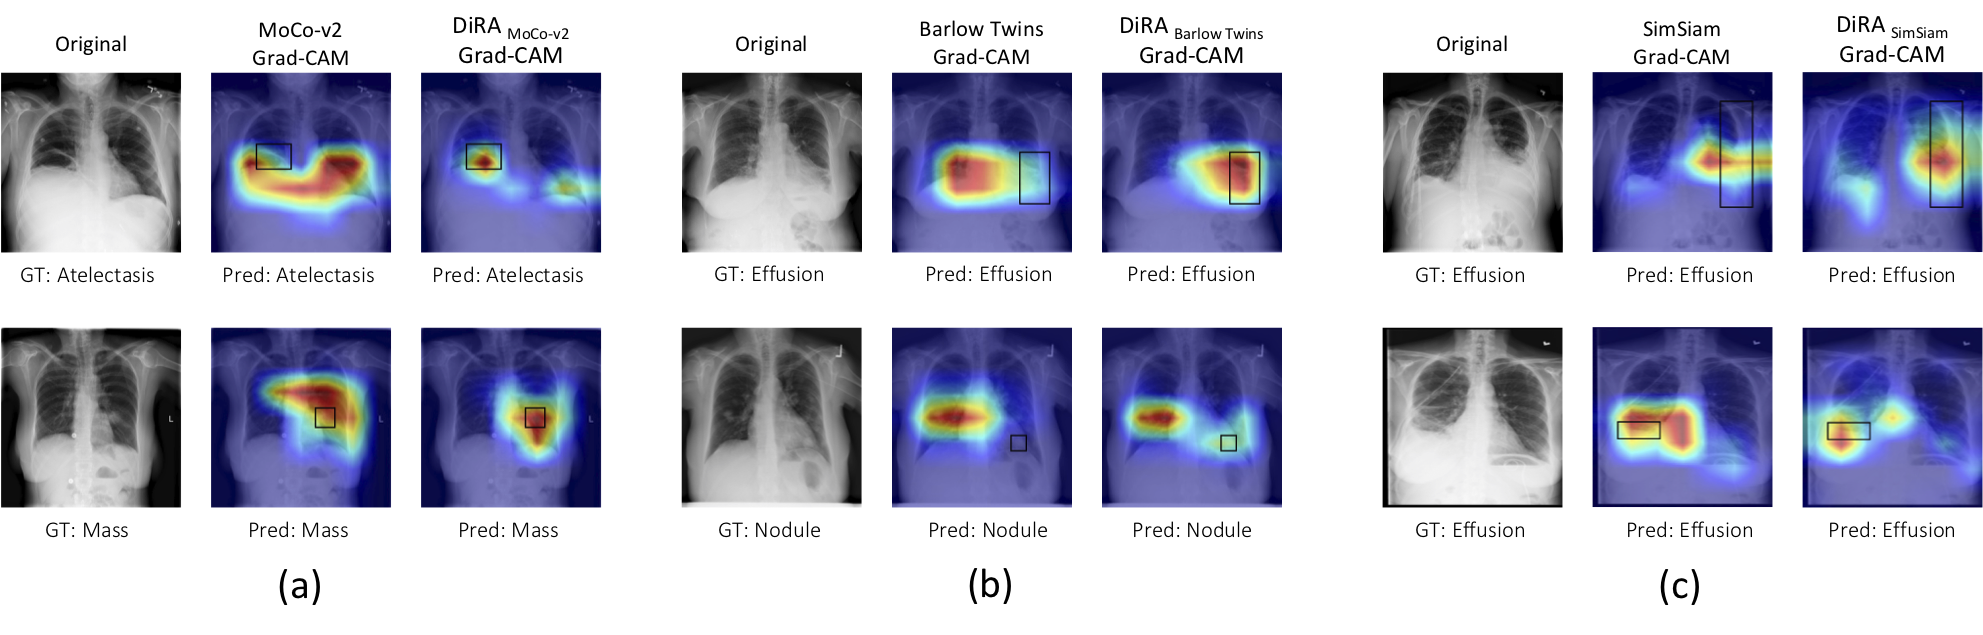 Original
MoCo-v2
Grad-CAM
DiRA MoCo-v2
Grad-CAM
GT: Atelectasis
Pred: Atelectasis
Pred: Atelectasis
GT: Mass
Pred: Mass
Pred: Mass
(a)
Original
Barlow Twins
Grad-CAM
DiRA Barlow Twins
Grad-CAM
GT: Effusion
Pred: Effusion
Pred: Effusion
GT: Nodule
Pred: Nodule
Pred: Nodule
(b)
Original
SimSiam
Grad-CAM
DiRA SimSiam
Grad-CAM
GT: Effusion
Pred: Effusion
Pred: Effusion
GT: Effusion
Pred: Effusion
Pred: Effusion
(c)